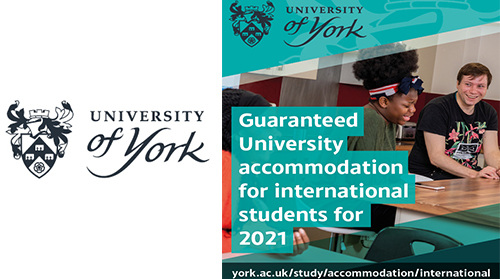 UNIVERSITY
of York
UNIVERSITY
of York
Guaranteed
University
accommodation
for international
students for
2021
york.ac.uk/study/accommodation/international